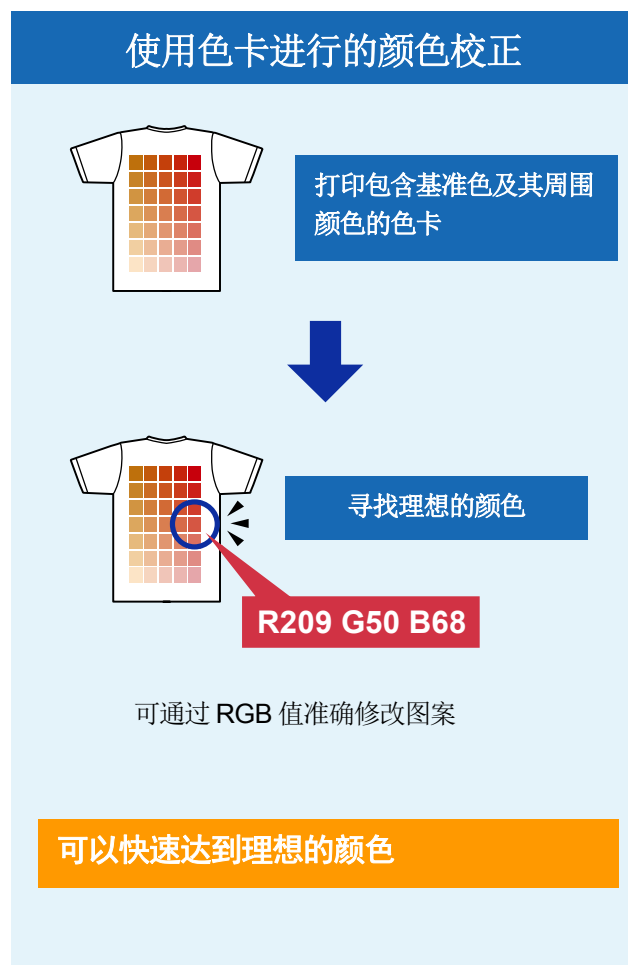 使用色卡进行的颜色校正
打印包含基准色及其周围
颜色的色卡
寻找理想的颜色
R209 G50 B68
可通过 RGB 值准确修改图案
可以快速达到理想的颜色